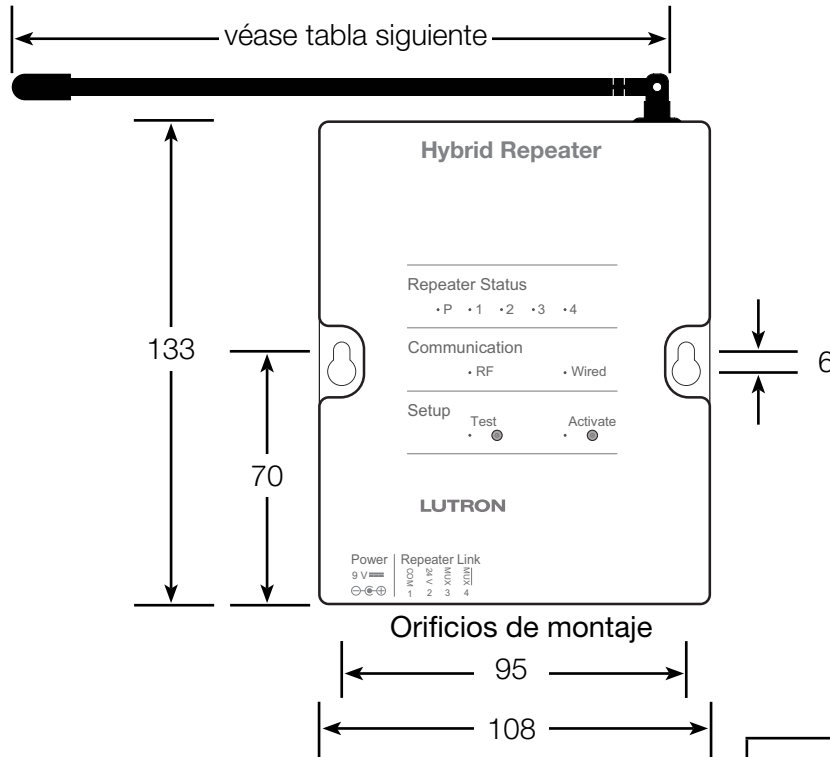 véase tabla siguiente
Hybrid Repeater
Repeater Status
•P •1 •2 •3 •4
133
Communication
• RF • Wired
6
Setup
Test Activate
70
LUTRON
Power Repeater Link
9 V
COM 24 V MUX MUX
1 2 3 4
Orificios de montaje
95
108